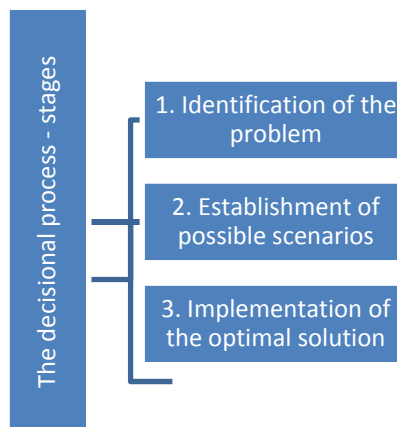 The decisional process - stages
1. Identification of the
problem
2. Establishment of
possible scenarios
3. Implementation of
the optimal solution